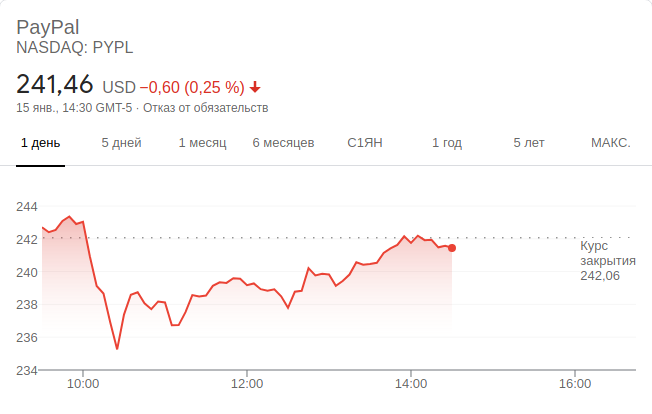 PayPal
NASDAQ: PYPL
241,46 USD −0,60 (0,25 %)
15 янв., 14:30 GMT-5 · Отказ от обязательств
1 день 5 дней 1 месяц 6 месяцев С1ЯН 1 год 5 лет МАКС.
244
242
240
238
236
234
Курс
закрытия
242,06
10:00 12:00 14:00 16:00